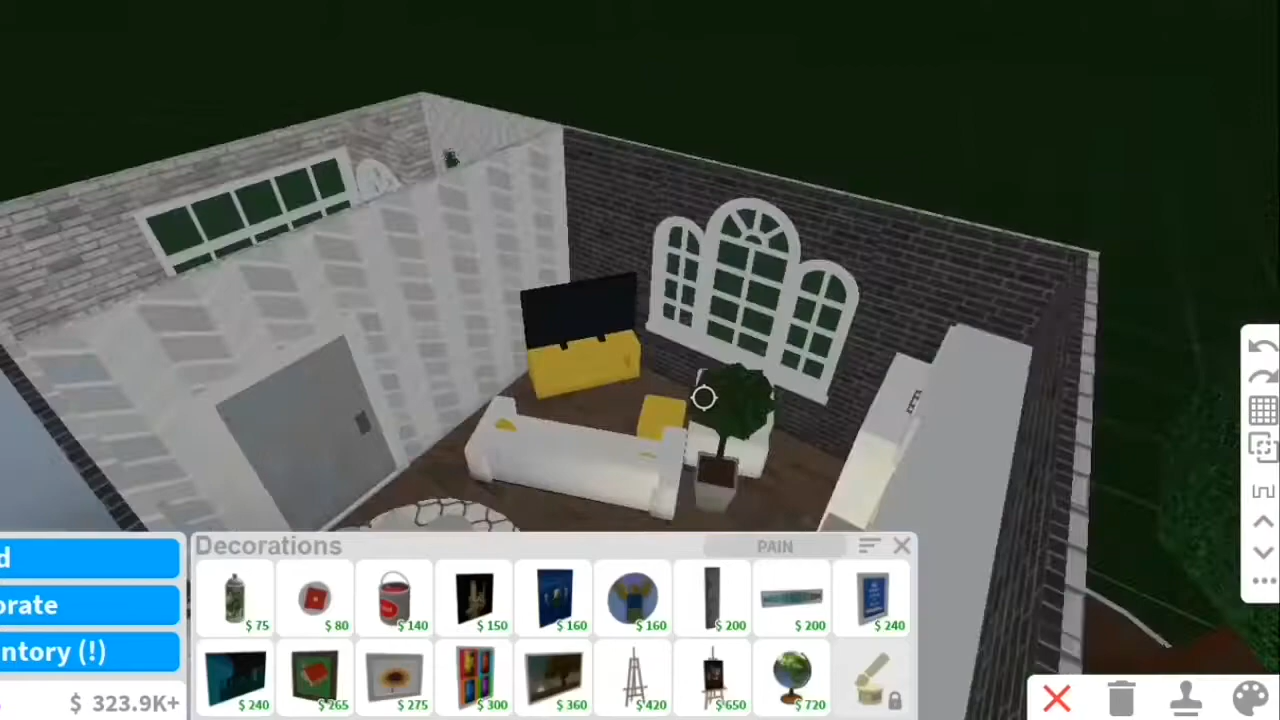 Decorations
PAIN
d
orate
ntory (!)
$ 323.9K+
$ 75
$ 80
$ 140
$ 150
$ 160
$ 160
$ 200
$ 200
$ 240
$ 240
$ 265
$ 275
$ 300
$ 360
$ 420
$ 650
$ 720